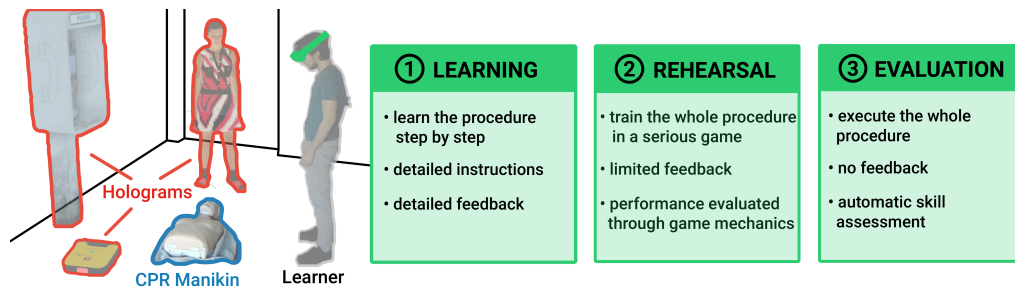 PHONE
Holograms
CPR Manikin
Learner
1 LEARNING
• learn the procedure
step by step
• detailed instructions
• detailed feedback
2 REHEARSAL
• train the whole procedure
in a serious game
• limited feedback
• performance evaluated
through game mechanics
3 EVALUATION
• execute the whole
procedure
• no feedback
• automatic skill
assessment